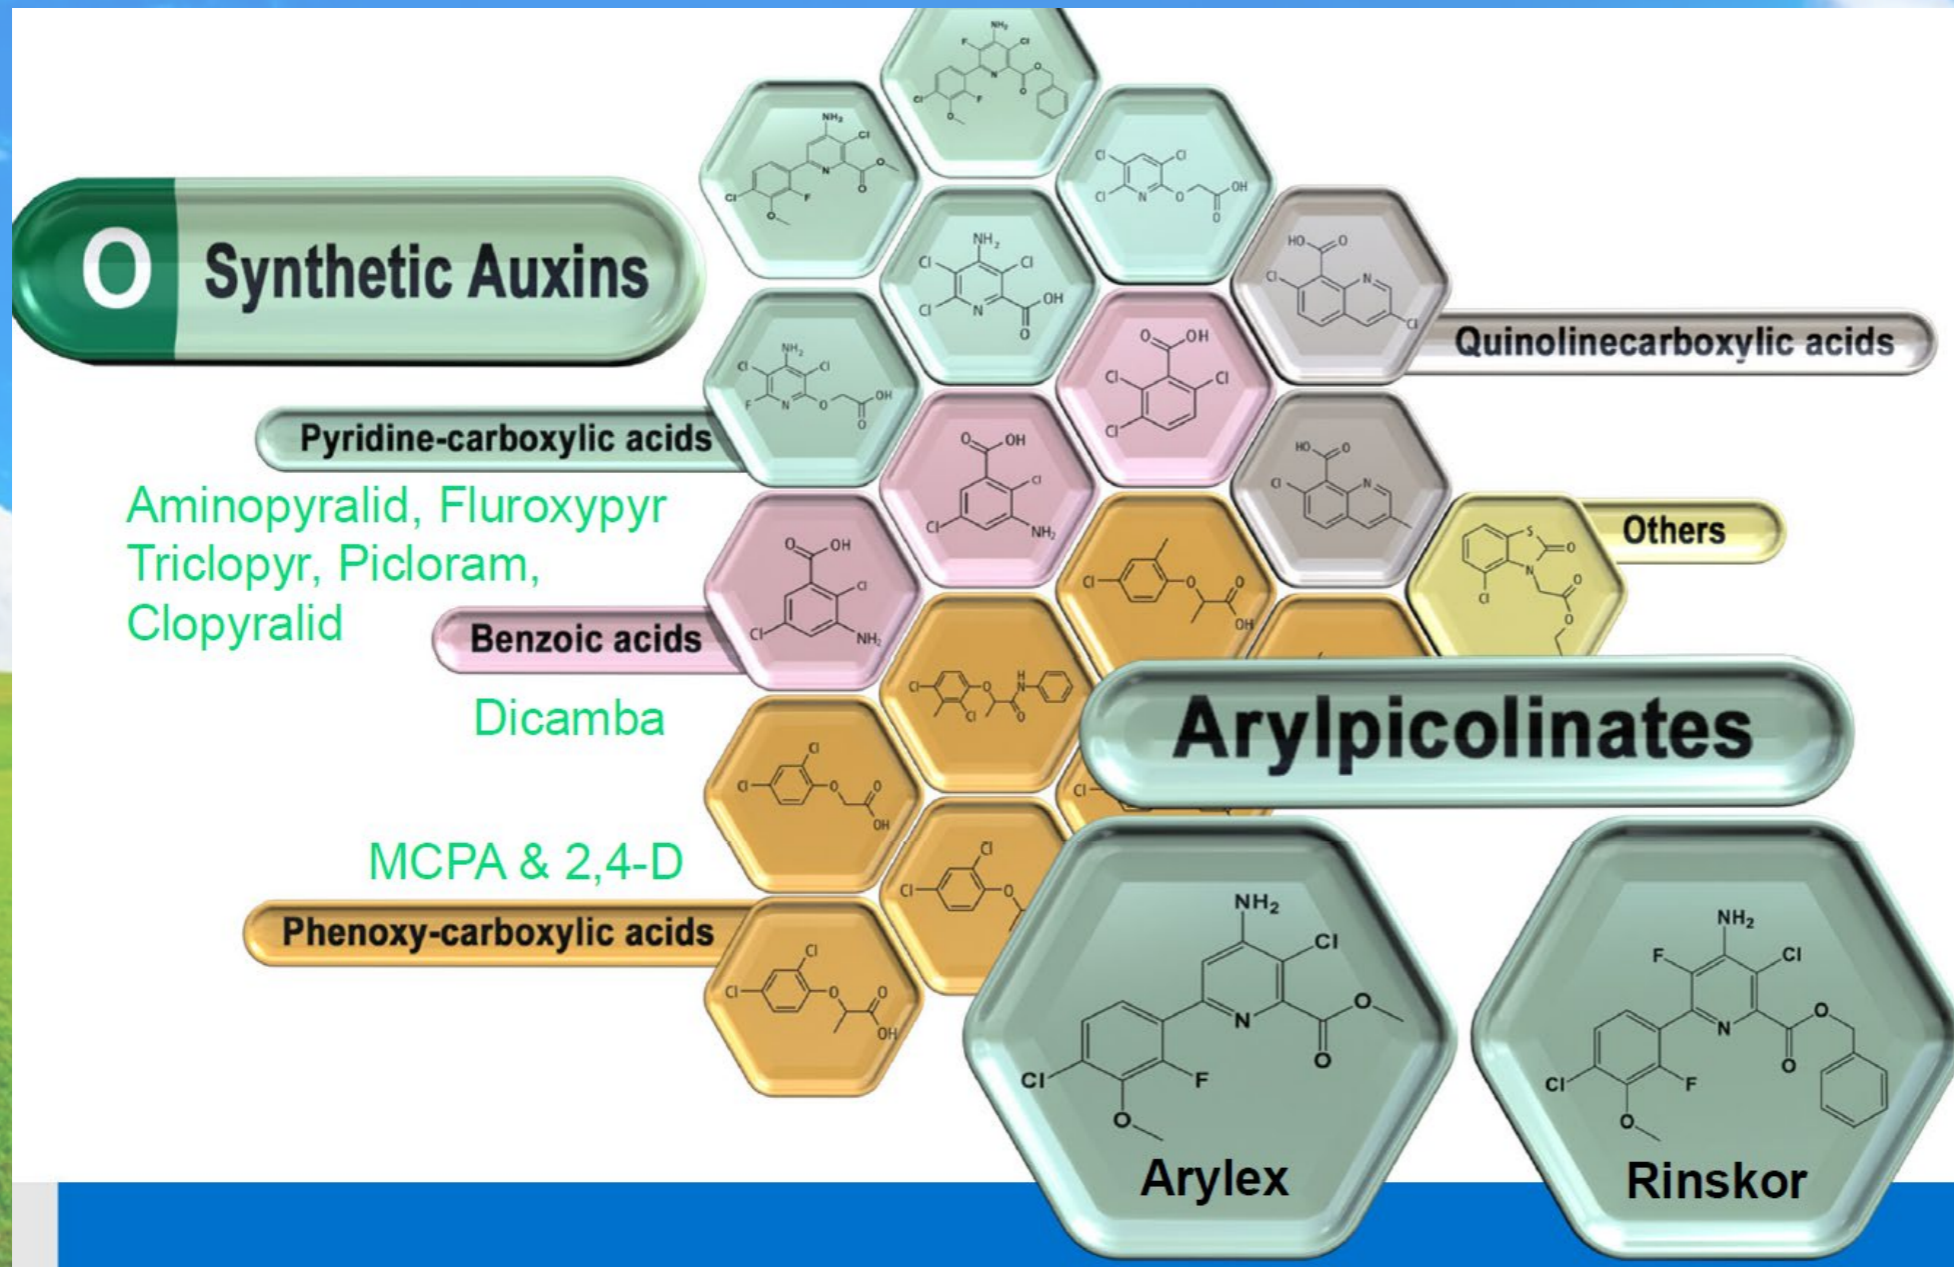 O Synthetic Auxins
Quinolinecarboxylic acids
Pyridine-carboxylic acids
Aminopyralid, Fluroxypyr
Triclopyr, Picloram,
Clopyralid
Others
Benzoic acids
Dicamba
Arylpicolinates
MCPA & 2,4-D
Phenoxy-carboxylic acids
Arylex
Rinskor